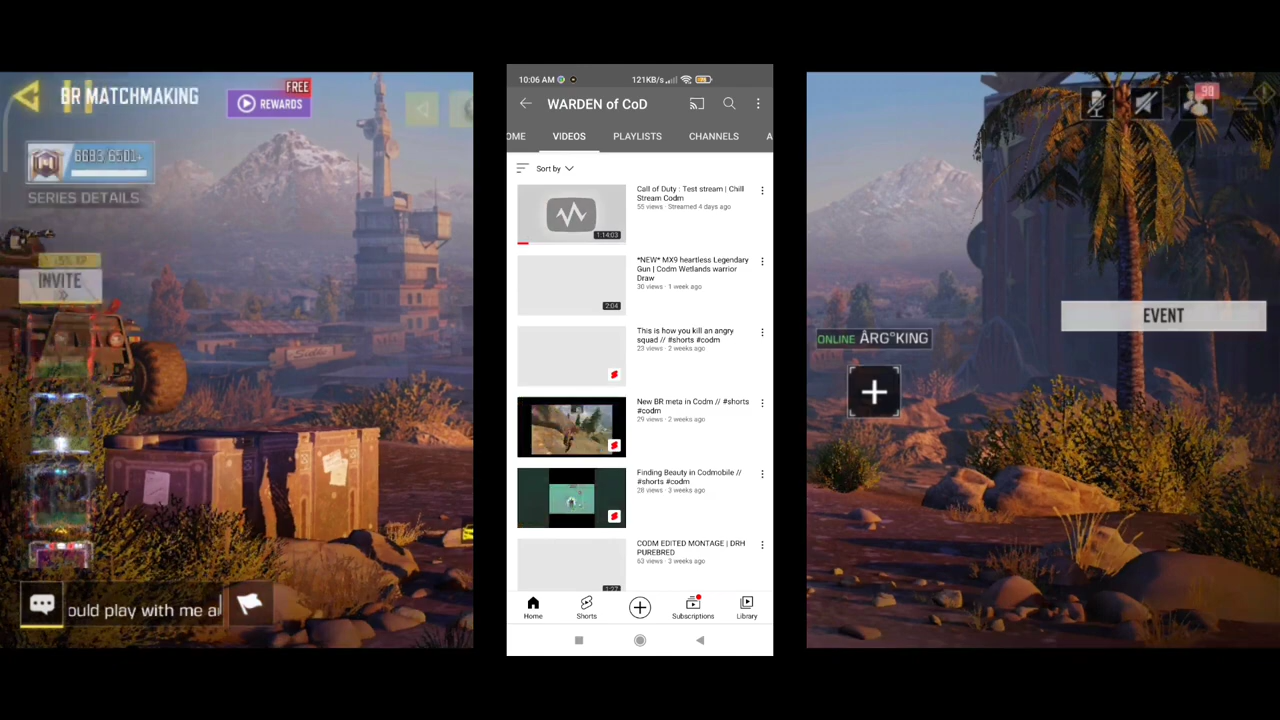 BR MATCHMAKING
FREE
REWARDS
6683/6501+
SERIES DETAILS
INVITE
ould play with me al
10:06 AM
121KB/s
WARDEN of CoD
OME
VIDEOS
PLAYLISTS
CHANNELS
A
Sort by
Call of Duty : Test stream | Chill
Stream Codm
55 views · Streamed 4 days ago
1:14:03
*NEW* MX9 heartless Legendary
Gun | Codm Wetlands warrior
Draw
30 views · 1 week ago
2:04
This is how you kill an angry
squad // #shorts #codm
23 views · 2 weeks ago
New BR meta in Codm // #shorts
#codm
29 views · 2 weeks ago
Finding Beauty in Codmobile //
#shorts #codm
28 views · 3 weeks ago
CODM EDITED MONTAGE | DRH
PUREBRED
63 views · 3 weeks ago
Home
Shorts
Subscriptions
Library
98
EVENT
ONLINE ÄRG°KING